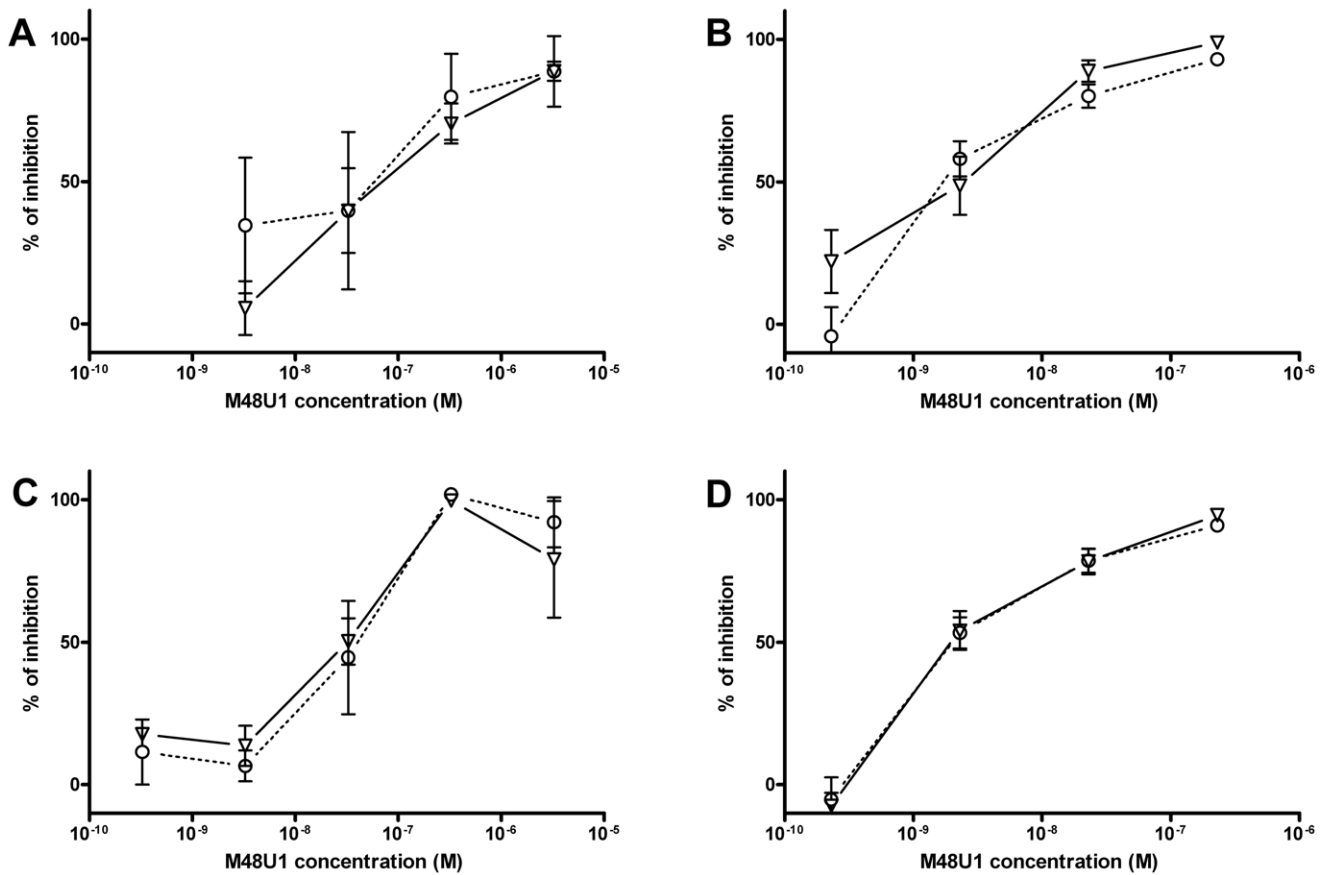 A
100
50
0
% of inhibition
10-10 10-9 10-8 10-7 10-6 10-5
M48U1 concentration (M)
B
100
50
0
% of inhibition
10-10 10-9 10-8 10-7 10-6
M48U1 concentration (M)
C
100
50
0
% of inhibition
10-10 10-9 10-8 10-7 10-6 10-5
M48U1 concentration (M)
D
100
50
0
% of inhibition
10-10 10-9 10-8 10-7 10-6
M48U1 concentration (M)